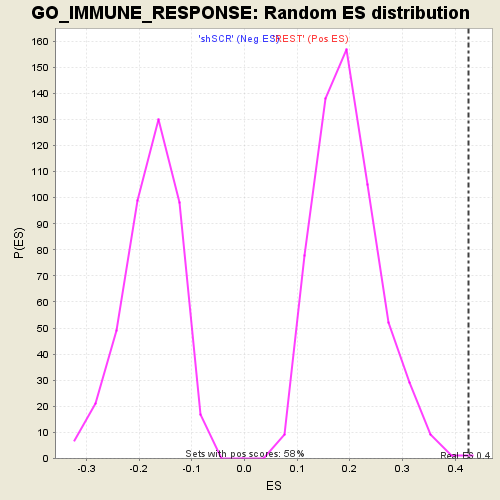 GO_IMMUNE_RESPONSE: Random ES distribution
'shSCR' (Neg ES) 'REST' (Pos ES)
160
150
140
130
120
110
100
90
80
70
60
50
40
30
20
10
0
P(ES)
Sets with pos scores: 58%
Real ES 0.4
-0.3 -0.2 -0.1 0.0 0.1 0.2 0.3 0.4
ES